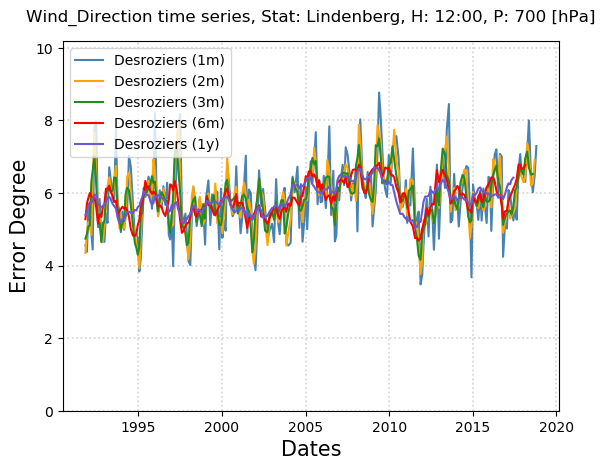 Wind_Direction time series, Stat: Lindenberg, H: 12:00, P: 700 [hPa]
10
8
6
4
2
0
Error Degree
Desroziers (1m)
Desroziers (2m)
Desroziers (3m)
Desroziers (6m)
Desroziers (1y)
1995
2000
2005
2010
2015
2020
Dates